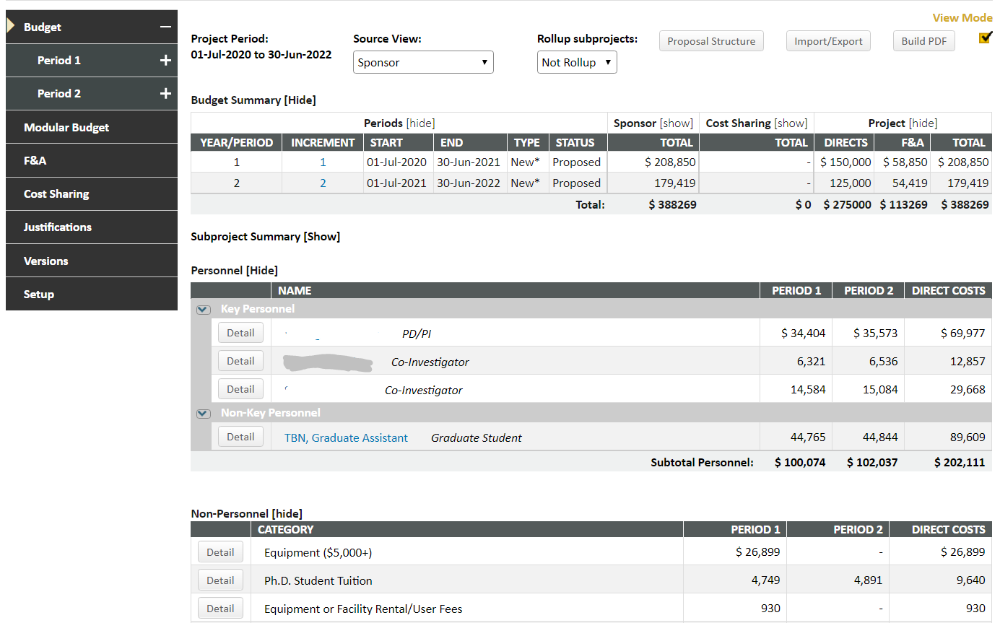 Budget
Period 1
Period 2
Modular Budget
F&A
Cost Sharing
Justifications
Versions
Setup
View Mode
Project Period:
01-Jul-2020 to 30-Jun-2022
Source View:
Sponsor
Rollup subprojects:
Not Rollup
Proposal Structure
Import/Export
Build PDF
Budget Summary [Hide]
Periods [hide] Sponsor [show] Cost Sharing [show] Project [hide]
YEAR/PERIOD INCREMENT START END TYPE STATUS TOTAL TOTAL DIRECTS F&A TOTAL
1 1 01-Jul-2020 30-Jun-2021 New* Proposed $ 208,850 - $ 150,000 $ 58,850 $ 208,850
2 2 01-Jul-2021 30-Jun-2022 New* Proposed 179,419 - 125,000 54,419 179,419
Total: $ 388269 $ 0 $ 275000 $ 113269 $ 388269
Subproject Summary [Show]
Personnel [Hide]
NAME PERIOD 1 PERIOD 2 DIRECT COSTS
Key Personnel
Detail PD/PI $ 34,404 $ 35,573 $ 69,977
Detail Co-Investigator 6,321 6,536 12,857
Detail Co-Investigator 14,584 15,084 29,668
Non-Key Personnel
Detail TBN, Graduate Assistant Graduate Student 44,765 44,844 89,609
Subtotal Personnel: $ 100,074 $ 102,037 $ 202,111
Non-Personnel [hide]
CATEGORY PERIOD 1 PERIOD 2 DIRECT COSTS
Detail Equipment ($5,000+) $ 26,899 - $ 26,899
Detail Ph.D. Student Tuition 4,749 4,891 9,640
Detail Equipment or Facility Rental/User Fees 930 - 930